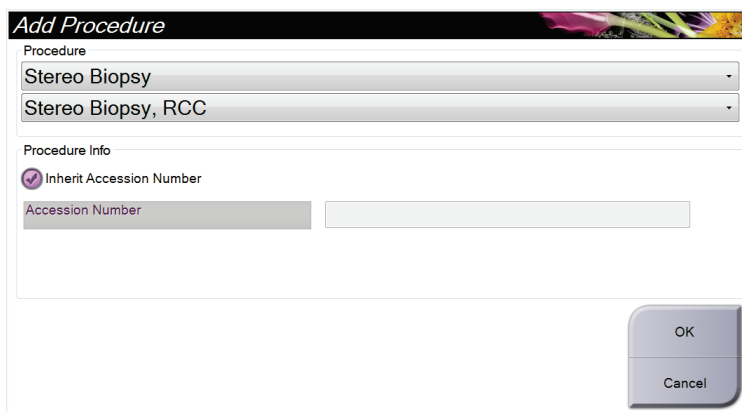 Add Procedure
Procedure
Stereo Biopsy
Stereo Biopsy, RCC
Procedure Info
Inherit Accession Number
Accession Number
OK
Cancel